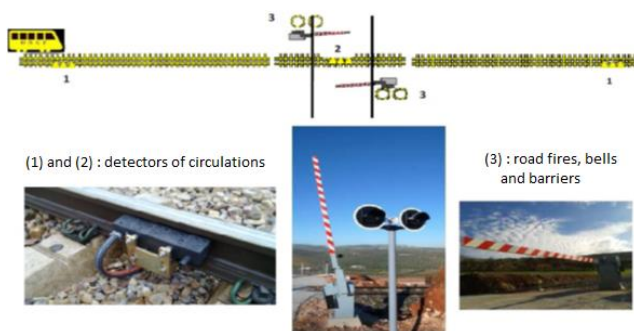 3
2
1
3
1
(1) and (2) : detectors of circulations
(3) : road fires, bells
and barriers